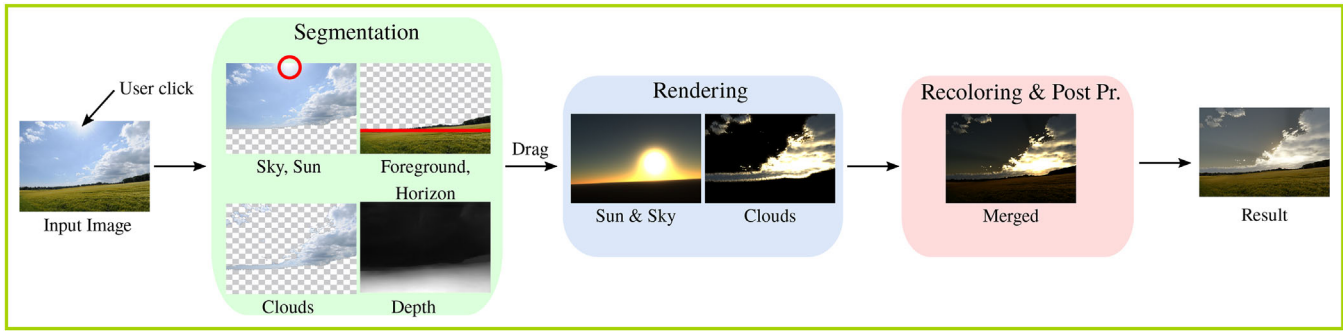 User click
Input Image
Segmentation
Sky, Sun
Foreground,
Horizon
Clouds
Depth
Drag
Rendering
Sun & Sky
Clouds
Recoloring & Post Pr.
Merged
Result